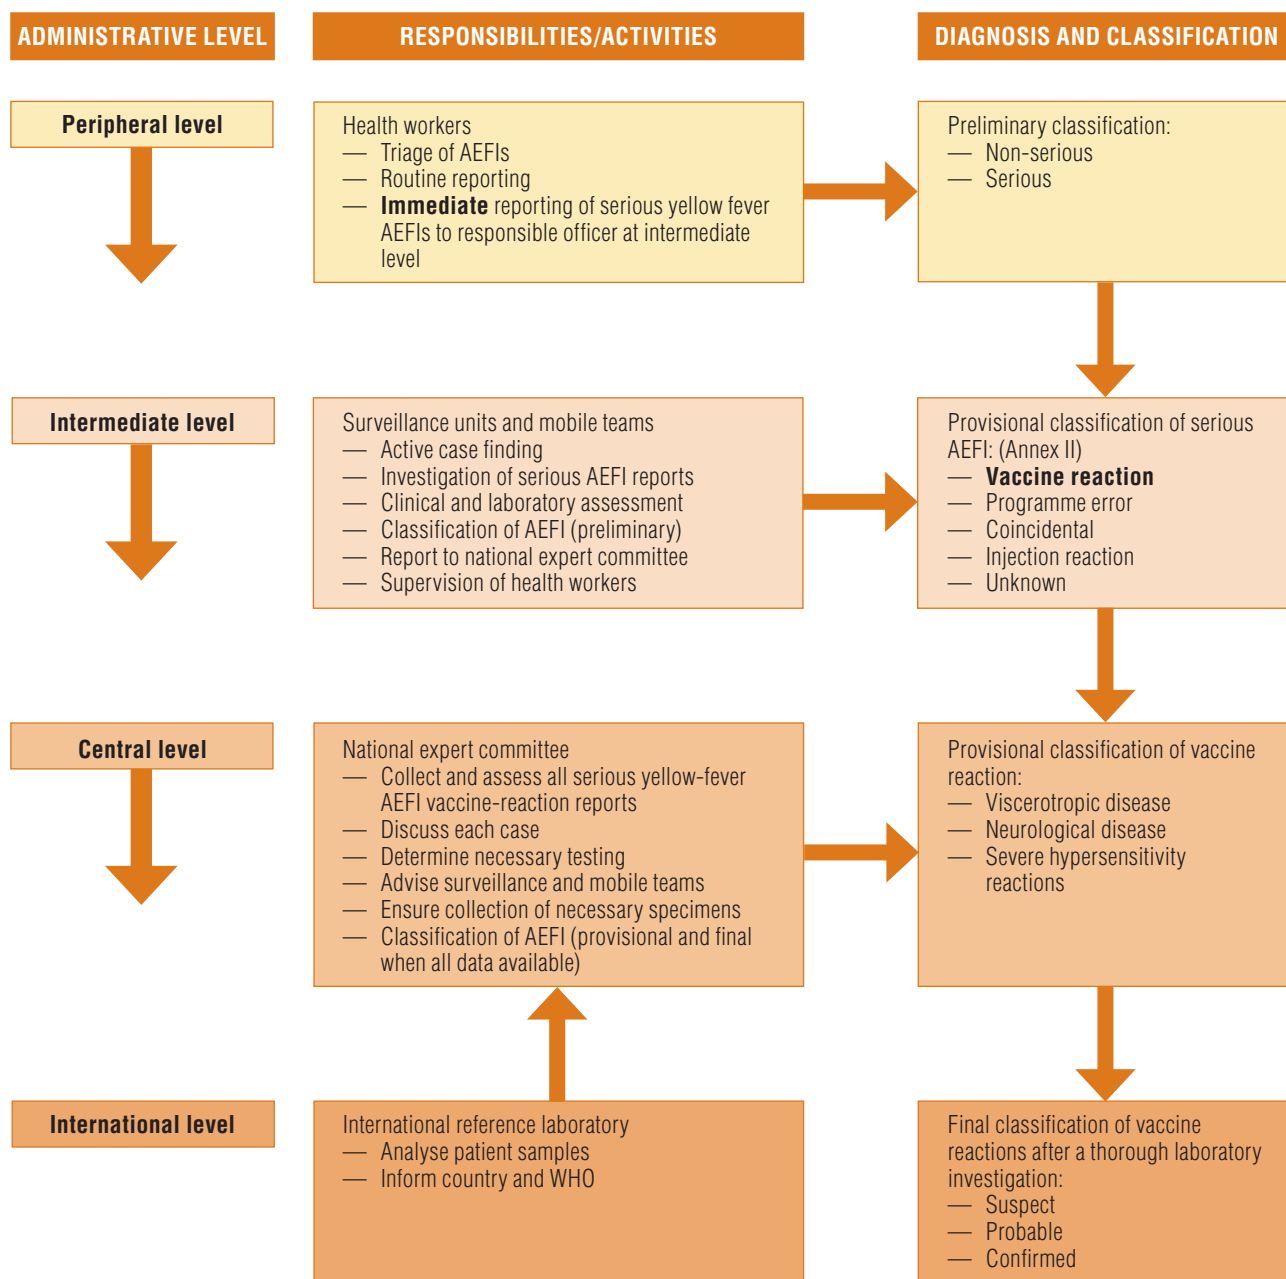 ADMINISTRATIVE LEVEL
RESPONSIBILITIES/ACTIVITIES
DIAGNOSIS AND CLASSIFICATION
Peripheral level
Health workers
— Triage of AEFIs
— Routine reporting
— Immediate reporting of serious yellow fever
AEFIs to responsible officer at intermediate
level
Preliminary classification:
— Non-serious
— Serious
Intermediate level
Surveillance units and mobile teams
— Active case finding
— Investigation of serious AEFI reports
— Clinical and laboratory assessment
— Classification of AEFI (preliminary)
— Report to national expert committee
— Supervision of health workers
Provisional classification of serious
AEFI: (Annex II)
— Vaccine reaction
— Programme error
— Coincidental
— Injection reaction
— Unknown
Central level
National expert committee
— Collect and assess all serious yellow-fever
AEFI vaccine-reaction reports
— Discuss each case
— Determine necessary testing
— Advise surveillance and mobile teams
— Ensure collection of necessary specimens
— Classification of AEFI (provisional and final
when all data available)
Provisional classification of vaccine
reaction:
— Viscerotropic disease
— Neurological disease
— Severe hypersensitivity
reactions
International level
International reference laboratory
— Analyse patient samples
— Inform country and WHO
Final classification of vaccine
reactions after a thorough laboratory
investigation:
— Suspect
— Probable
— Confirmed